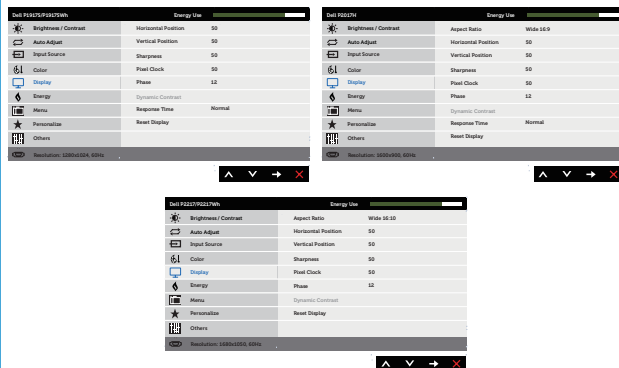 Dell P1917S/P1917SWh Energy Use
Brightness / Contrast Horizontal Position 50
Auto Adjust Vertical Position 50
Input Source Sharpness 50
Color Pixel Clock 50
Display Phase 12
Energy Dynamic Contrast
Menu Response Time Normal
Personalize Reset Display
Others
Resolution: 1280x1024, 60Hz
Dell P2017H Energy Use
Brightness / Contrast Aspect Ratio Wide 16:9
Auto Adjust Horizontal Position 50
Input Source Vertical Position 50
Color Sharpness 50
Display Pixel Clock 50
Energy Phase 12
Menu Dynamic Contrast
Personalize Response Time Normal
Others Reset Display
Resolution: 1600x900, 60Hz
Dell P2217/P2217Wh Energy Use
Brightness / Contrast Aspect Ratio Wide 16:10
Auto Adjust Horizontal Position 50
Input Source Vertical Position 50
Color Sharpness 50
Display Pixel Clock 50
Energy Phase 12
Menu Dynamic Contrast
Personalize Reset Display
Others
Resolution: 1680x1050, 60Hz